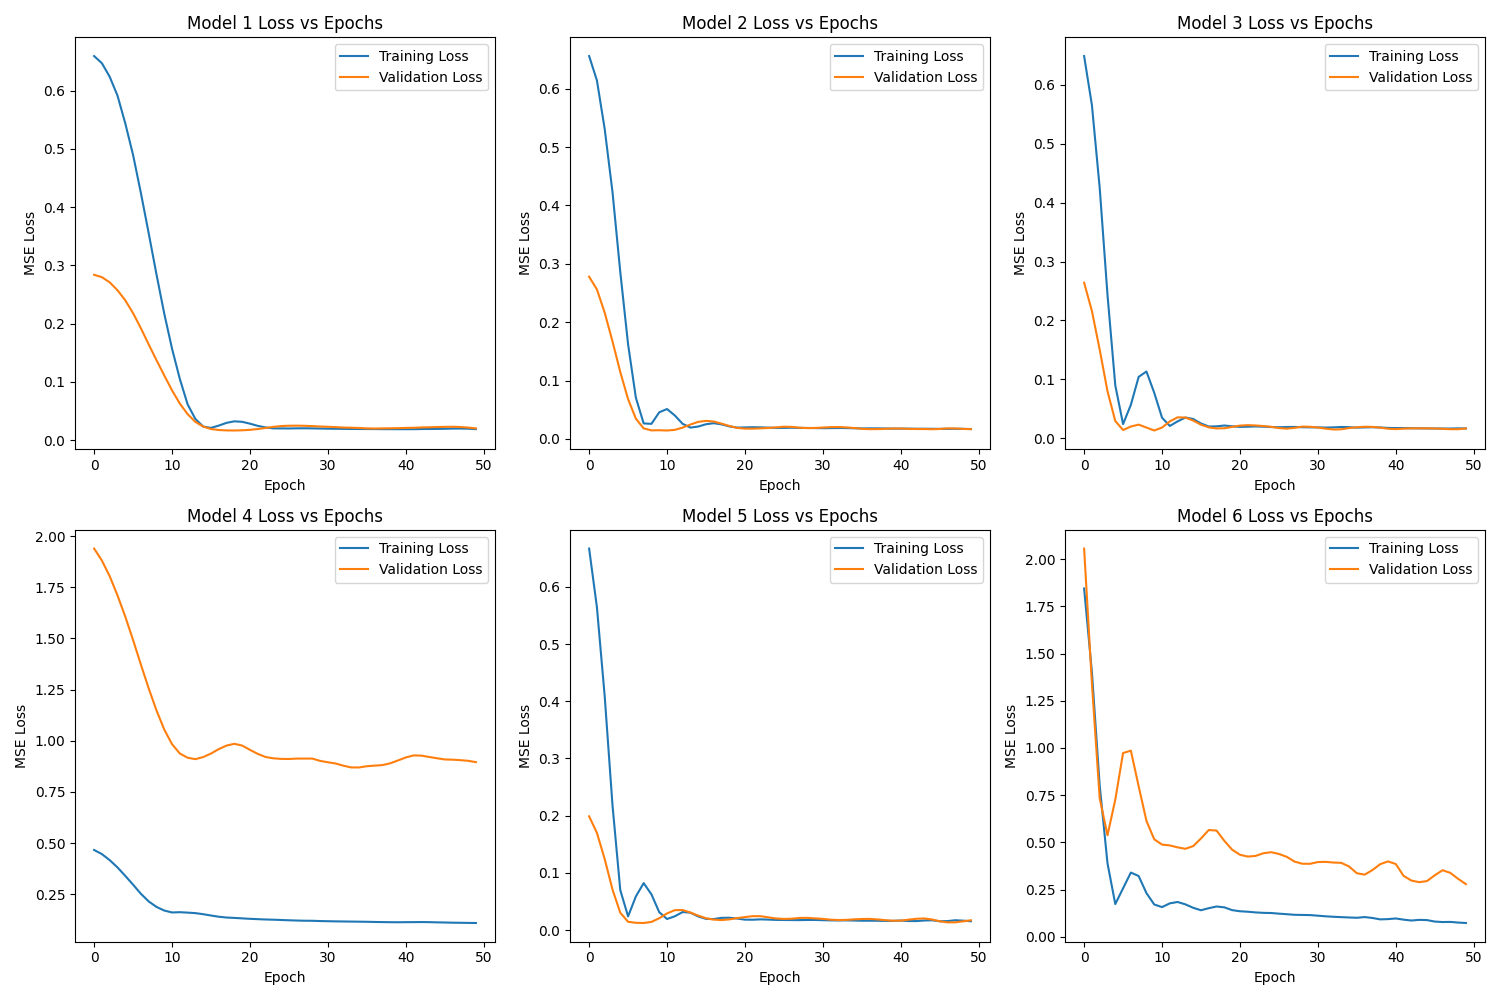 Model 1 Loss vs Epochs
Training Loss
Validation Loss
MSE Loss
0.6
0.5
0.4
0.3
0.2
0.1
0.0
0 10 20 30 40 50
Epoch
Model 2 Loss vs Epochs
Training Loss
Validation Loss
MSE Loss
0.6
0.5
0.4
0.3
0.2
0.1
0.0
0 10 20 30 40 50
Epoch
Model 3 Loss vs Epochs
Training Loss
Validation Loss
MSE Loss
0.6
0.5
0.4
0.3
0.2
0.1
0.0
0 10 20 30 40 50
Epoch
Model 4 Loss vs Epochs
Training Loss
Validation Loss
MSE Loss
2.00
1.75
1.50
1.25
1.00
0.75
0.50
0.25
0 10 20 30 40 50
Epoch
Model 5 Loss vs Epochs
Training Loss
Validation Loss
MSE Loss
0.6
0.5
0.4
0.3
0.2
0.1
0.0
0 10 20 30 40 50
Epoch
Model 6 Loss vs Epochs
Training Loss
Validation Loss
MSE Loss
2.00
1.75
1.50
1.25
1.00
0.75
0.50
0.25
0.00
0 10 20 30 40 50
Epoch